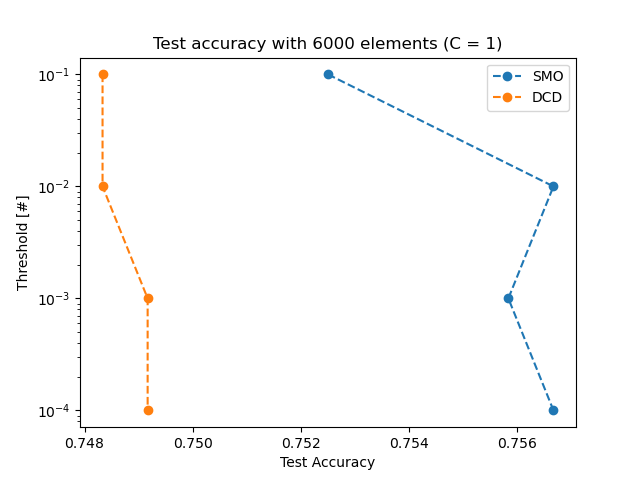 Test accuracy with 6000 elements (C = 1)
SMO
DCD
Threshold [#]
10⁻¹
10⁻²
10⁻³
10⁻⁴
0.748 0.750 0.752 0.754 0.756
Test Accuracy